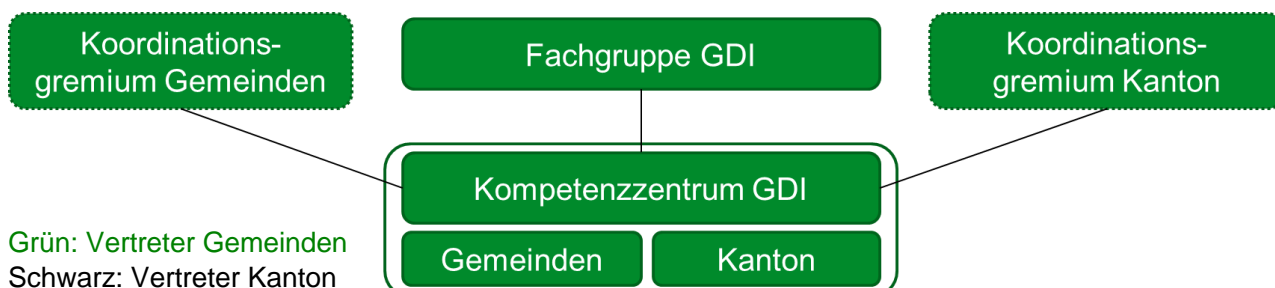 Koordinations-
gremium Gemeinden
Fachgruppe GDI
Koordinations-
gremium Kanton
Kompetenzzentrum GDI
Gemeinden
Kanton
Grün: Vertreter Gemeinden
Schwarz: Vertreter Kanton